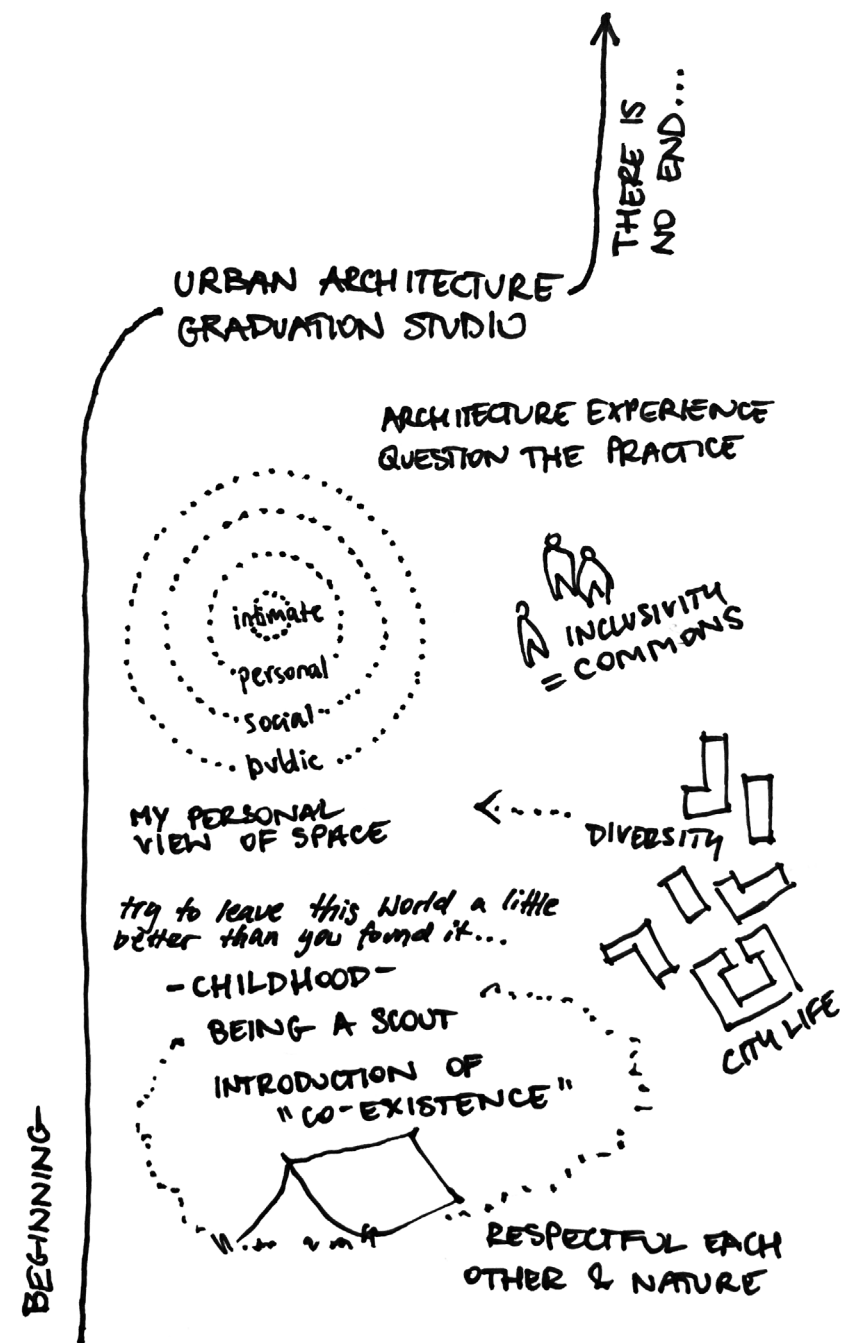 THERE IS
NO END...
URBAN ARCHITECTURE
GRADUATION STUDIO
ARCHITECTURE EXPERIENCE
QUESTION THE PRACTICE
intimate
personal
social
public
INCLUSIVITY
= COMMONS
MY PERSONAL
VIEW OF SPACE
DIVERSITY
try to leave this world a little
better than you found it...
-CHILDHOOD-
BEING A SCOUT
INTRODUCTION OF
"CO-EXISTENCE"
CITY LIFE
RESPECTFUL EACH
OTHER & NATURE
BEGINNING